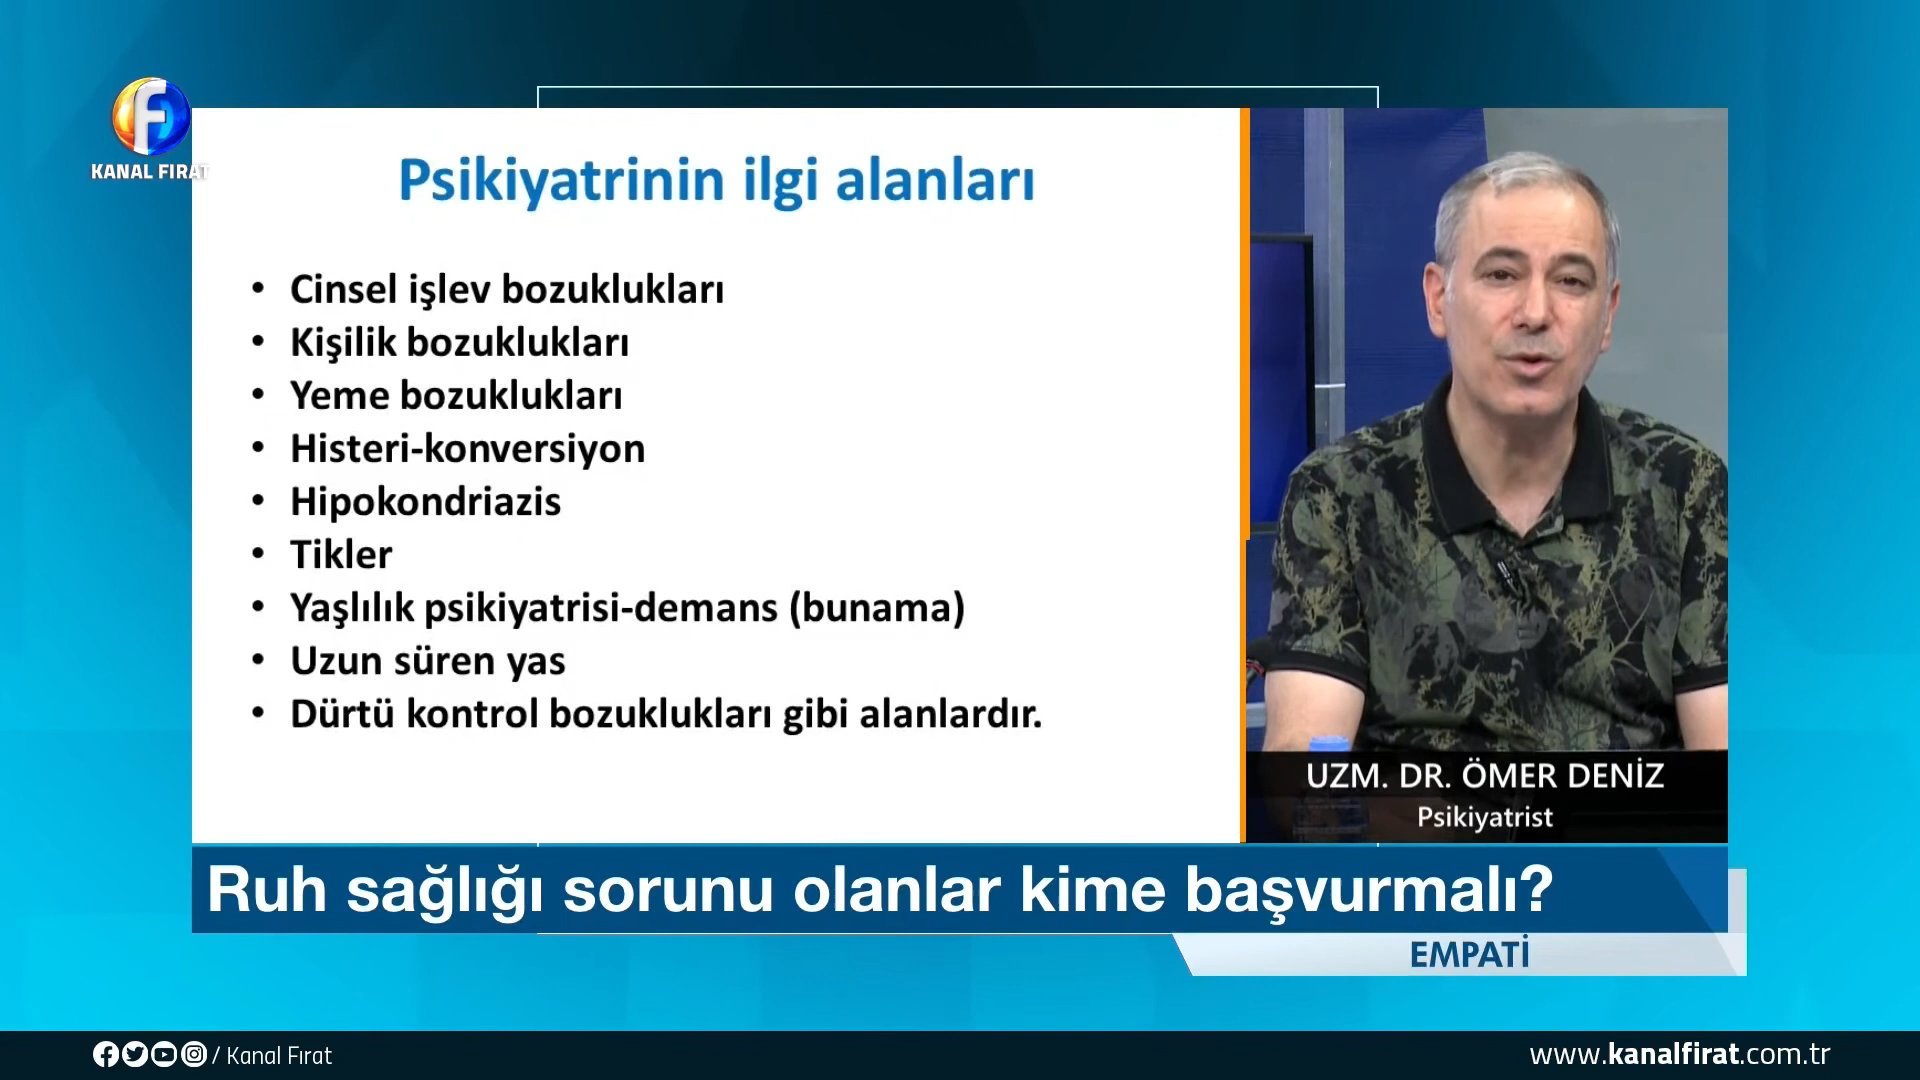 KANAL FIRAT
Psikiyatrinin ilgi alanları
• Cinsel işlev bozuklukları
• Kişilik bozuklukları
• Yeme bozuklukları
• Histeri-konversiyon
• Hipokondriazis
• Tikler
• Yaşlılık psikiyatrisi-demans (bunama)
• Uzun süren yas
• Dürtü kontrol bozuklukları gibi alanlardır.
UZM. DR. ÖMER DENİZ
Psikiyatrist
Ruh sağlığı sorunu olanlar kime başvurmalı?
EMPATİ
/ Kanal Fırat
www.kanalfirat.com.tr